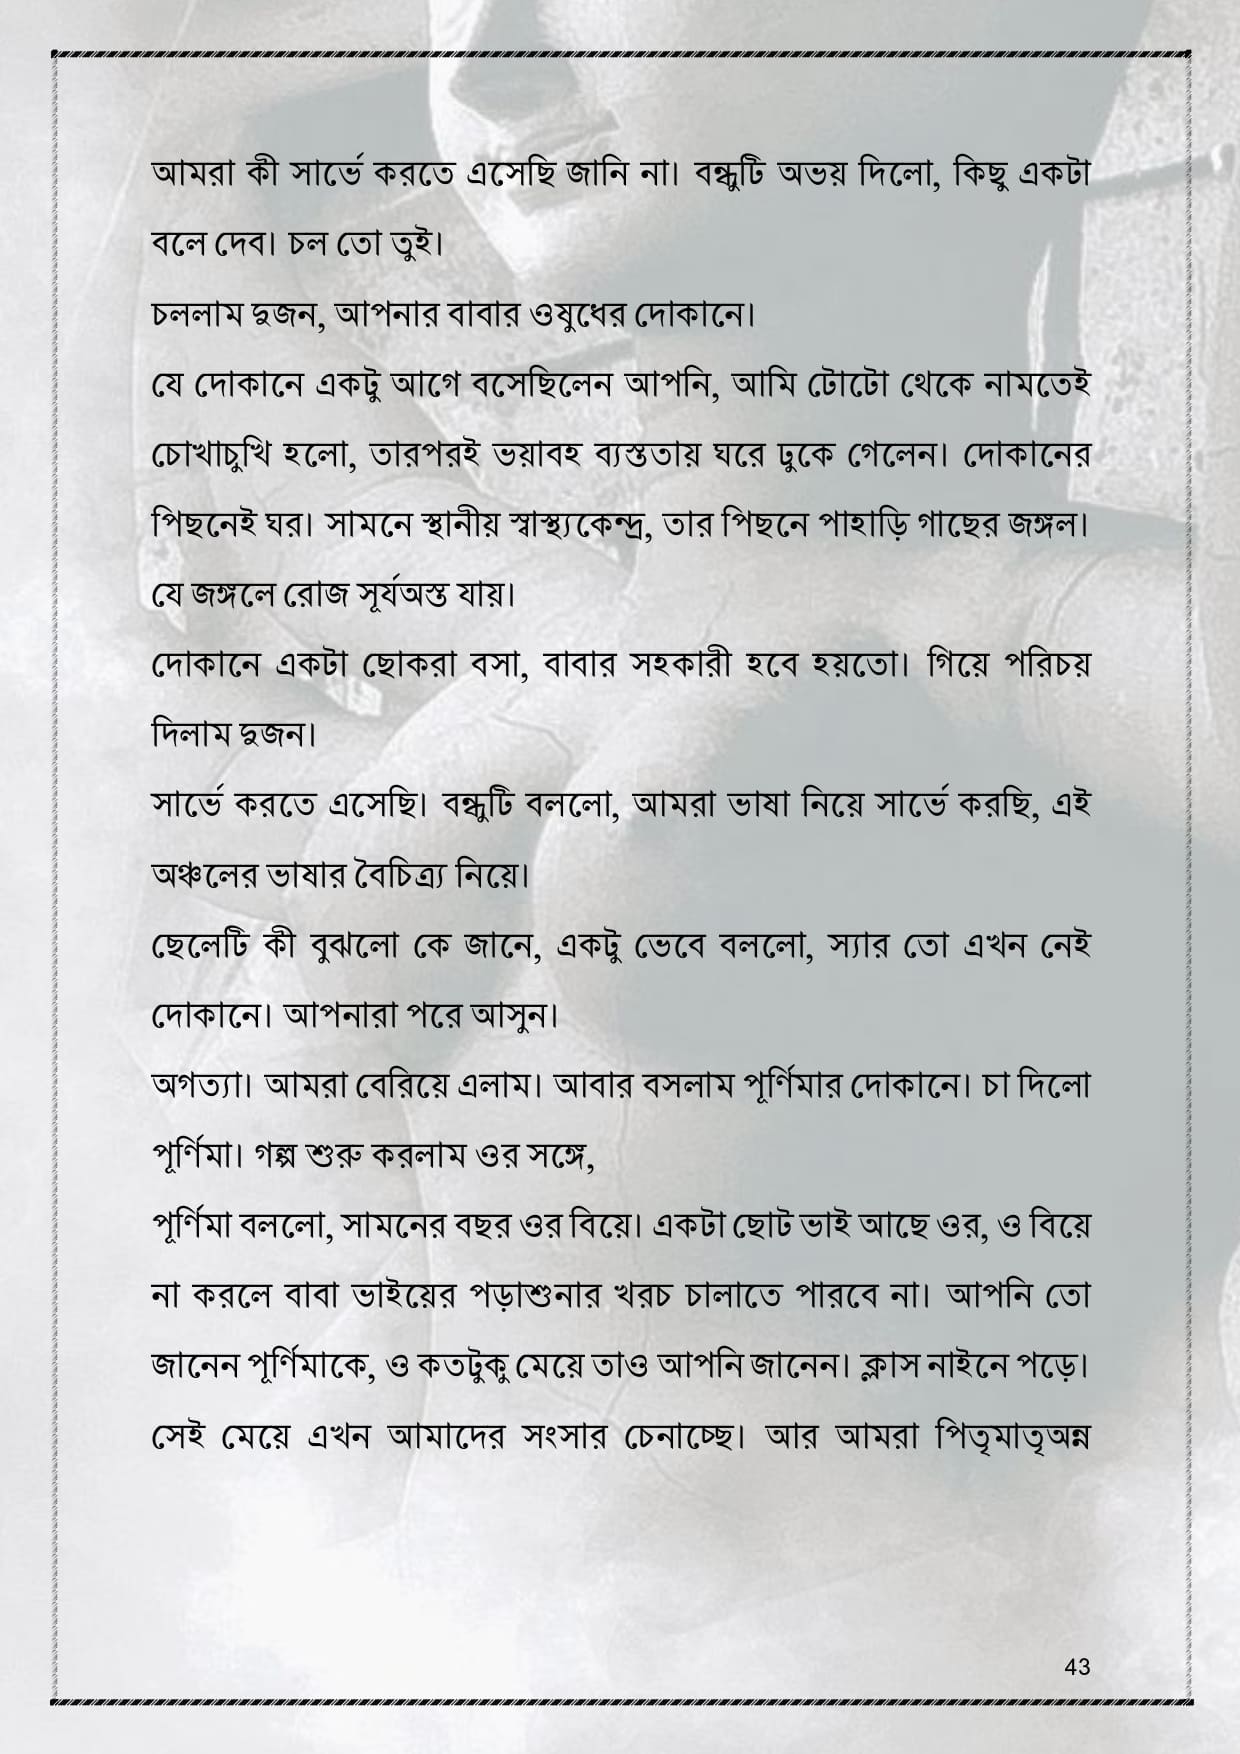 আমরা কী সার্ভে করতে এসেছি জানি না। বন্ধুটি অভয় দিলো, কিছু একটা
বলে দেব। চল তো তুই।
চললাম দুজন, আপনার বাবার ওষুধের দোকানে।
যে দোকানে একটু আগে বসেছিলেন আপনি, আমি টোটো থেকে নামতেই
চোখাচুখি হলো, তারপরই ভয়াবহ ব্যস্ততায় ঘরে ঢুকে গেলেন। দোকানের
পিছনেই ঘর। সামনে স্থানীয় স্বাস্থ্যকেন্দ্র, তার পিছনে পাহাড়ি গাছের জঙ্গল।
যে জঙ্গলে রোজ সূর্যঅস্ত যায়।
দোকানে একটা ছোকরা বসা, বাবার সহকারী হবে হয়তো। গিয়ে পরিচয়
দিলাম দুজন।
সার্ভে করতে এসেছি। বন্ধুটি বললো, আমরা ভাষা নিয়ে সার্ভে করছি, এই
অঞ্চলের ভাষার বৈচিত্র্য নিয়ে।
ছেলেটি কী বুঝলো কে জানে, একটু ভেবে বললো, স্যার তো এখন নেই
দোকানে। আপনারা পরে আসুন।
অগত্যা। আমরা বেরিয়ে এলাম। আবার বসলাম পূর্ণিমার দোকানে। চা দিলো
পূর্ণিমা। গল্প শুরু করলাম ওর সঙ্গে,
পূর্ণিমা বললো, সামনের বছর ওর বিয়ে। একটা ছোট ভাই আছে ওর, ও বিয়ে
না করলে বাবা ভাইয়ের পড়াশুনার খরচ চালাতে পারবে না। আপনি তো
জানেন পূর্ণিমাকে, ও কতটুকু মেয়ে তাও আপনি জানেন। ক্লাস নাইনে পড়ে।
সেই মেয়ে এখন আমাদের সংসার চেনাচ্ছে। আর আমরা পিতৃমাতৃঅন্ন
43